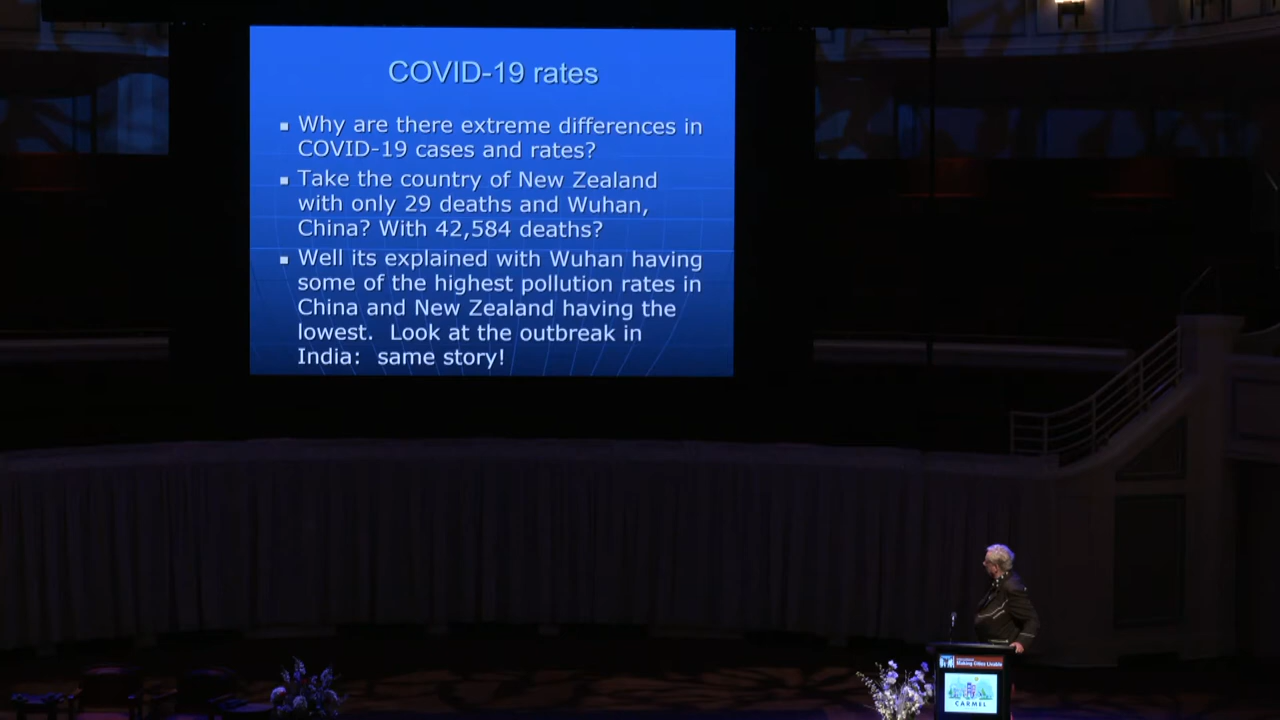 COVID-19 rates
Why are there extreme differences in
COVID-19 cases and rates?
Take the country of New Zealand
with only 29 deaths and Wuhan,
China? With 42,584 deaths?
Well its explained with Wuhan having
some of the highest pollution rates in
China and New Zealand having the
lowest. Look at the outbreak in
India: same story!
Making Cities Livable
CARMEL